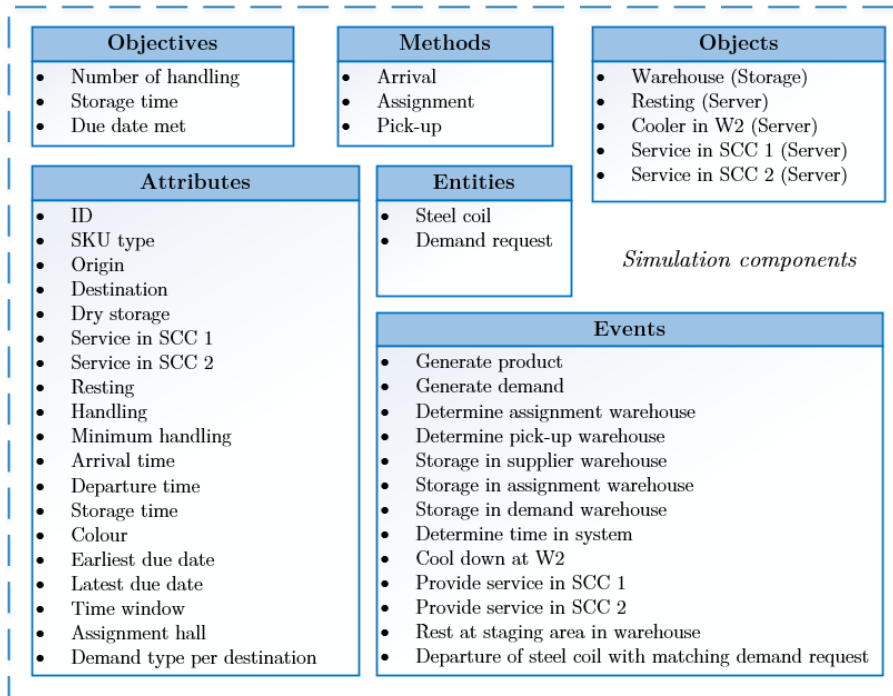 Objectives
• Number of handling
• Storage time
• Due date met
Methods
• Arrival
• Assignment
• Pick-up
Objects
• Warehouse (Storage)
• Resting (Server)
• Cooler in W2 (Server)
• Service in SCC 1 (Server)
• Service in SCC 2 (Server)
Attributes
• ID
• SKU type
• Origin
• Destination
• Dry storage
• Service in SCC 1
• Service in SCC 2
• Resting
• Handling
• Minimum handling
• Arrival time
• Departure time
• Storage time
• Colour
• Earliest due date
• Latest due date
• Time window
• Assignment hall
• Demand type per destination
Entities
• Steel coil
• Demand request
Simulation components
Events
• Generate product
• Generate demand
• Determine assignment warehouse
• Determine pick-up warehouse
• Storage in supplier warehouse
• Storage in assignment warehouse
• Storage in demand warehouse
• Determine time in system
• Cool down at W2
• Provide service in SCC 1
• Provide service in SCC 2
• Rest at staging area in warehouse
• Departure of steel coil with matching demand request